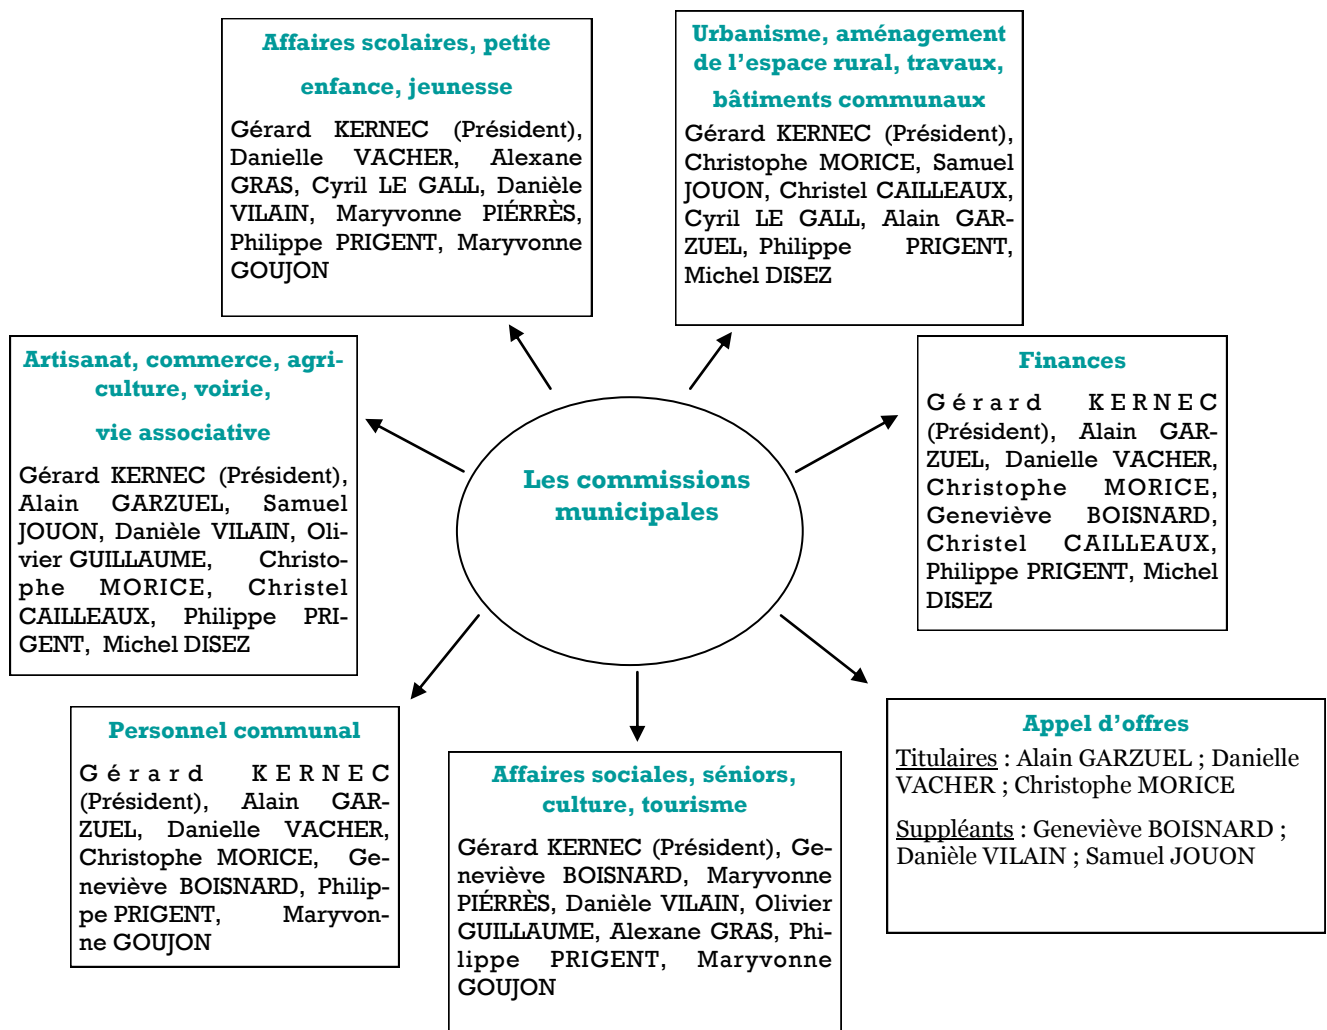 Affaires scolaires, petite
enfance, jeunesse
Gérard KERNEC (Président),
Danielle VACHER, Alexane
GRAS, Cyril LE GALL, Danièle
VILAIN, Maryvonne PIÉRRÈS,
Philippe PRIGENT, Maryvonne
GOUJON
Urbanisme, aménagement
de l’espace rural, travaux,
bâtiments communaux
Gérard KERNEC (Président),
Christophe MORICE, Samuel
JOUON, Christel CAILLEAUX,
Cyril LE GALL, Alain GAR-
ZUEL, Philippe PRIGENT,
Michel DISEZ
Artisanat, commerce, agri-
culture, voirie,
vie associative
Gérard KERNEC (Président),
Alain GARZUEL, Samuel
JOUON, Danièle VILAIN, Oli-
vier GUILLAUME, Christo-
phe MORICE, Christel
CAILLEAUX, Philippe PRI-
GENT, Michel DISEZ
Les commissions
municipales
Finances
Gérard KERNEC
(Président), Alain GAR-
ZUEL, Danielle VACHER,
Christophe MORICE,
Geneviève BOISNARD,
Christel CAILLEAUX,
Philippe PRIGENT, Michel
DISEZ
Personnel communal
Gérard KERNEC
(Président), Alain GAR-
ZUEL, Danielle VACHER,
Christophe MORICE, Ge-
neviève BOISNARD, Philip-
pe PRIGENT, Maryvon-
ne GOUJON
Affaires sociales, séniors,
culture, tourisme
Gérard KERNEC (Président), Ge-
neviève BOISNARD, Maryvonne
PIÉRRÈS, Danièle VILAIN, Olivier
GUILLAUME, Alexane GRAS, Phi-
lippe PRIGENT, Maryvonne
GOUJON
Appel d’offres
Titulaires : Alain GARZUEL ; Danielle
VACHER ; Christophe MORICE
Suppléants : Geneviève BOISNARD ;
Danièle VILAIN ; Samuel JOUON